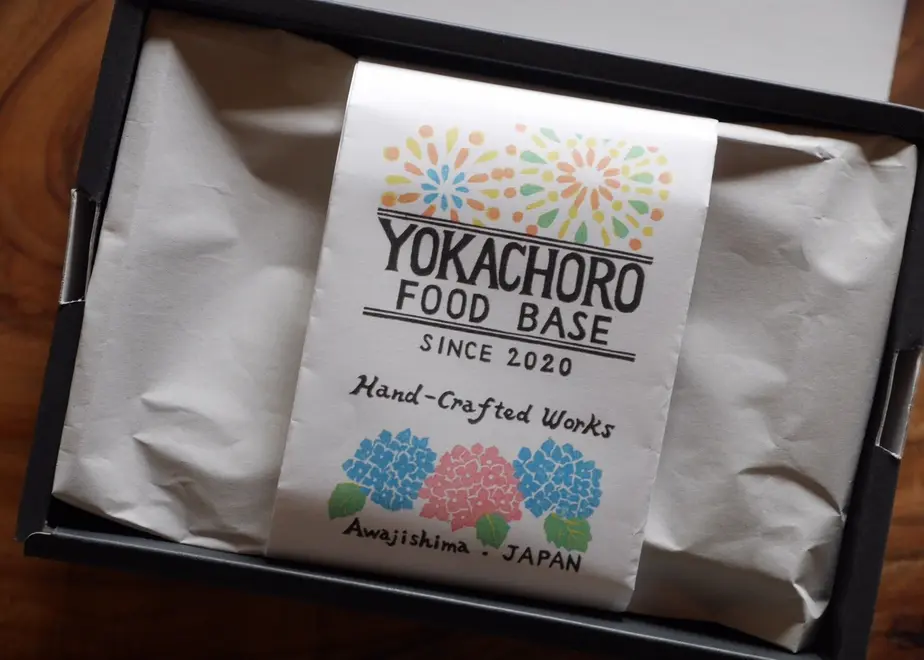 YOKACHORO
FOOD BASE
SINCE 2020
Hand-Crafted Works
Awajishima . JAPAN